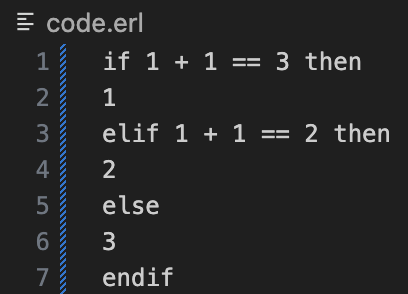 code.erl
1 if 1 + 1 == 3 then
2 1
3 elif 1 + 1 == 2 then
4 2
5 else
6 3
7 endif